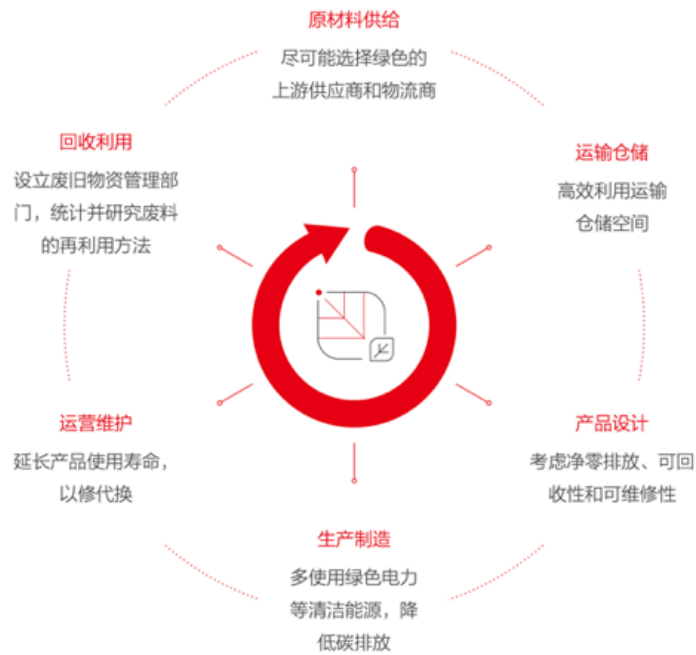 原材料供给
尽可能选择绿色的
上游供应商和物流商
运输仓储
高效利用运输
仓储空间
产品设计
考虑净零排放、可回
收性和可维修性
生产制造
多使用绿色电力
等清洁能源，降
低碳排放
运营维护
延长产品使用寿命，
以修代换
回收利用
设立废旧物资管理部
门，统计并研究废料
的再利用方法